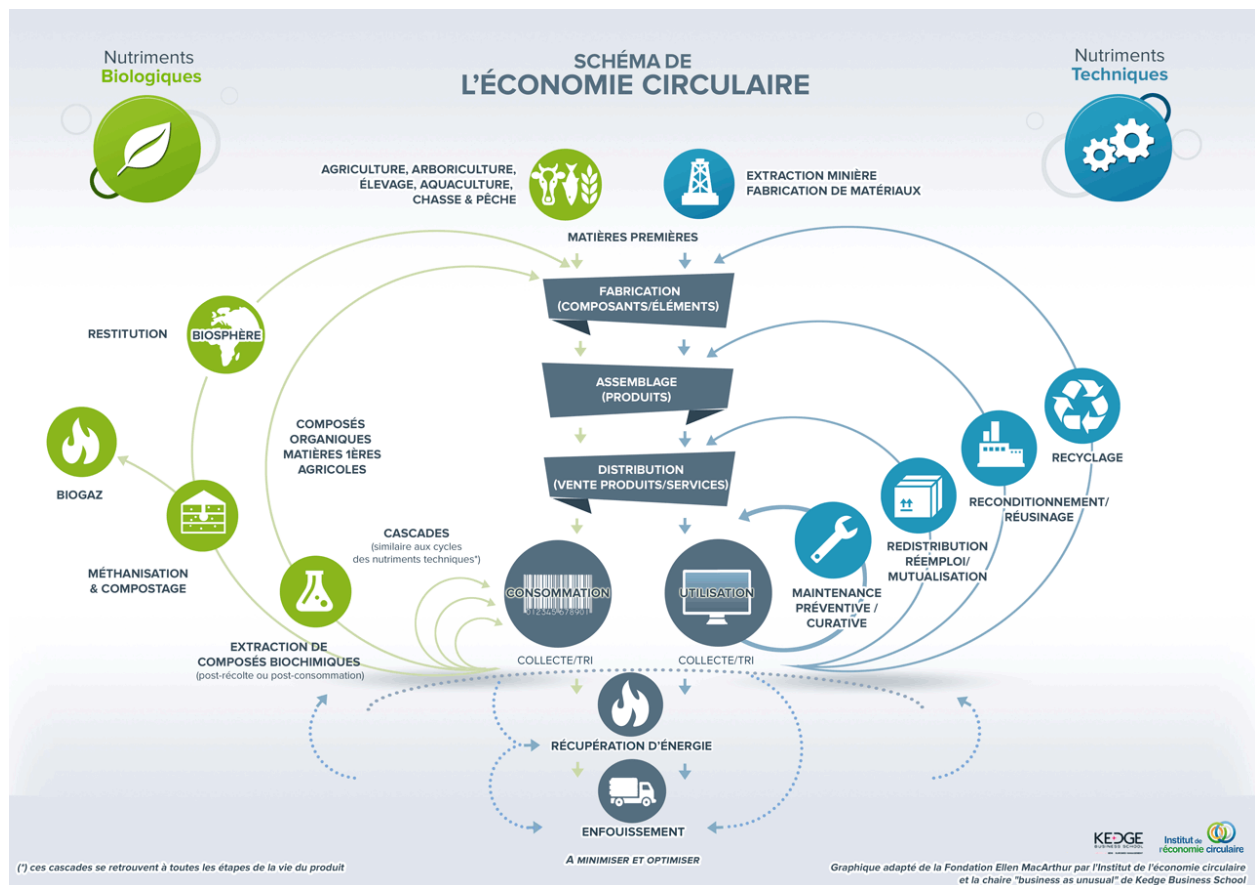 Nutriments
Biologiques
SCHÉMA DE
L'ÉCONOMIE CIRCULAIRE
Nutriments
Techniques
AGRICULTURE, ARBORICULTURE,
ÉLEVAGE, AQUACULTURE,
CHASSE & PÊCHE
EXTRACTION MINIÈRE
FABRICATION DE MATÉRIAUX
MATIÈRES PREMIÈRES
FABRICATION
(COMPOSANTS/ÉLÉMENTS)
RESTITUTION
BIOSPHÈRE
ASSEMBLAGE
(PRODUITS)
COMPOSÉS
ORGANIQUES
MATIÈRES 1ÈRES
AGRICOLES
RECYCLAGE
DISTRIBUTION
(VENTE PRODUITS/SERVICES)
BIOGAZ
RECONDITIONNEMENT/
RÉUSINAGE
CASCADES
(similaire aux cycles
des nutriments techniques*)
REDISTRIBUTION
RÉEMPLOI/
MUTUALISATION
MÉTHANISATION
& COMPOSTAGE
CONSOMMATION
012345 678901
UTILISATION
MAINTENANCE
PRÉVENTIVE /
CURATIVE
EXTRACTION DE
COMPOSÉS BIOCHIMIQUES
(post-récolte ou post-consommation)
COLLECTE/TRI
COLLECTE/TRI
RÉCUPÉRATION D'ÉNERGIE
ENFOUISSEMENT
A MINIMISER ET OPTIMISER
KEDGE
BUSINESS SCHOOL
Institut de
l'économie circulaire
(*) ces cascades se retrouvent à toutes les étapes de la vie du produit
Graphique adapté de la Fondation Ellen MacArthur par l'Institut de l'économie circulaire
et la chaire "business as unusual" de Kedge Business School